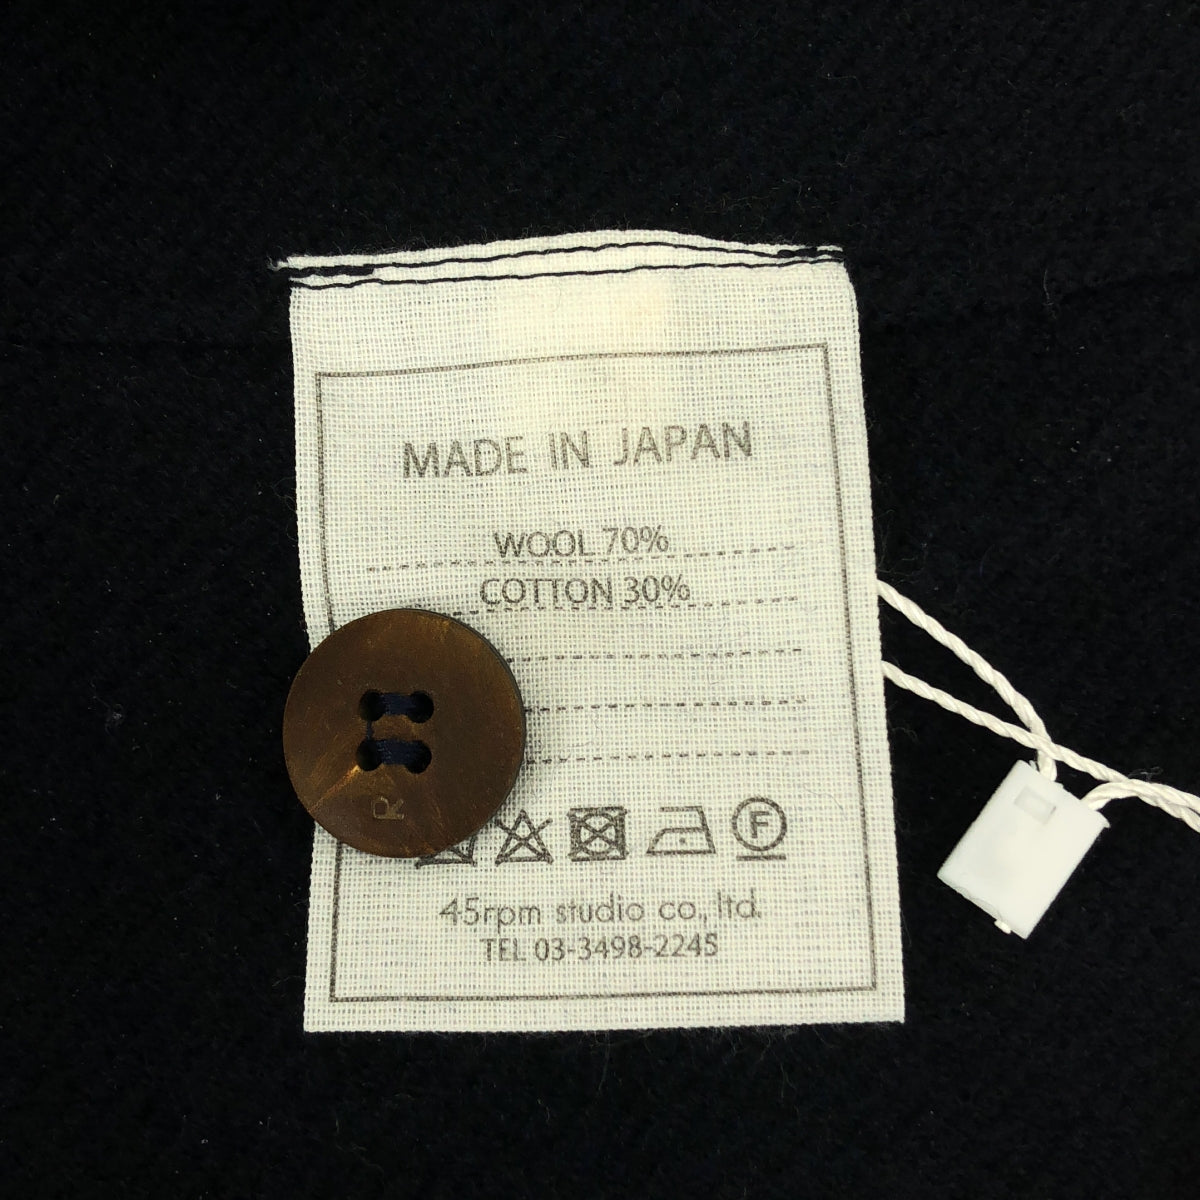 MADE IN JAPAN
WOOL 70%
COTTON 30%
R
F
45rpm studio co., ltd.
TEL 03-3498-2245